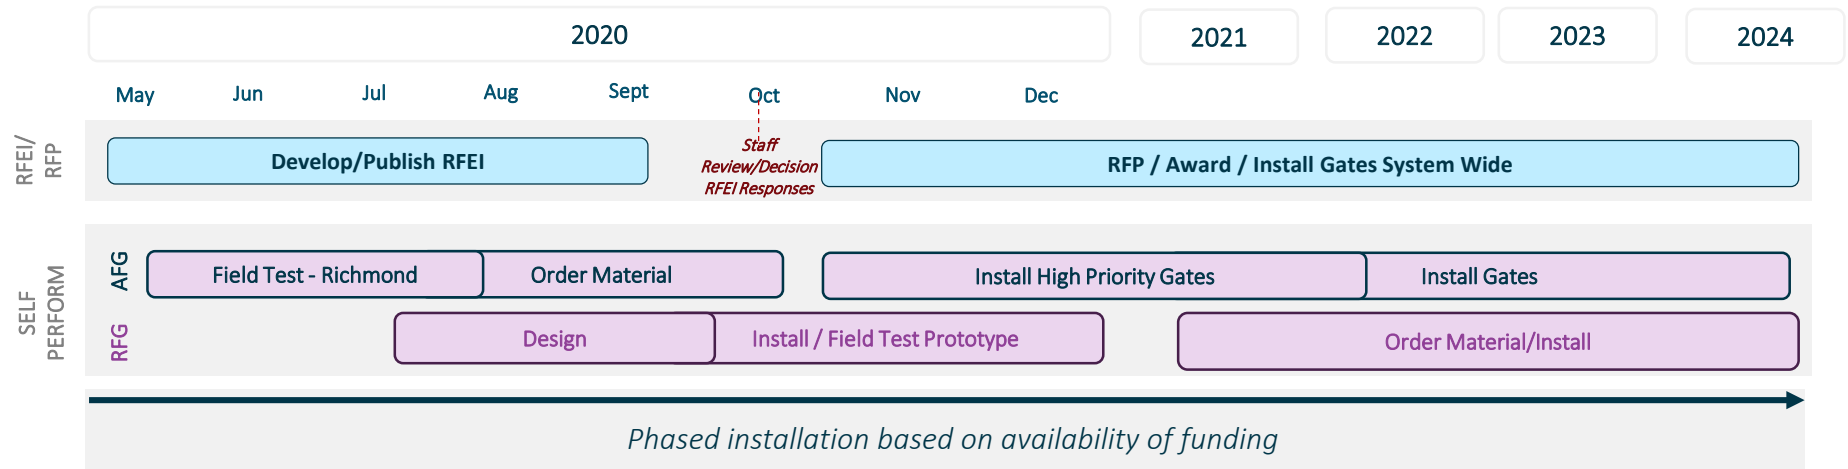 2020
2021
2022
2023
2024
May
Jun
Jul
Aug
Sept
Oct
Nov
Dec
RFEI/
RFP
Develop/Publish RFEI
Staff
Review/Decision
RFEI Responses
RFP / Award / Install Gates System Wide
SELF
PERFORM
AFG
Field Test - Richmond
Order Material
Install High Priority Gates
Install Gates
RFG
Design
Install / Field Test Prototype
Order Material/Install
Phased installation based on availability of funding